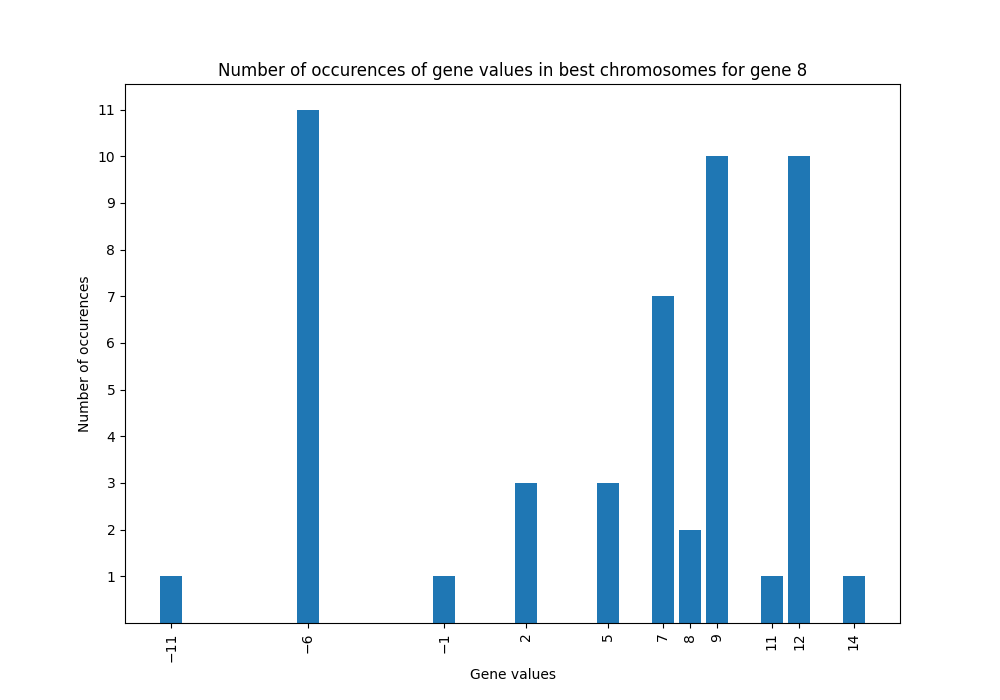 Number of occurences of gene values in best chromosomes for gene 8
11
10
9
8
7
6
5
4
3
2
1
Number of occurences
−11 −6 −1 2 5 7 8 9 11 12 14
Gene values